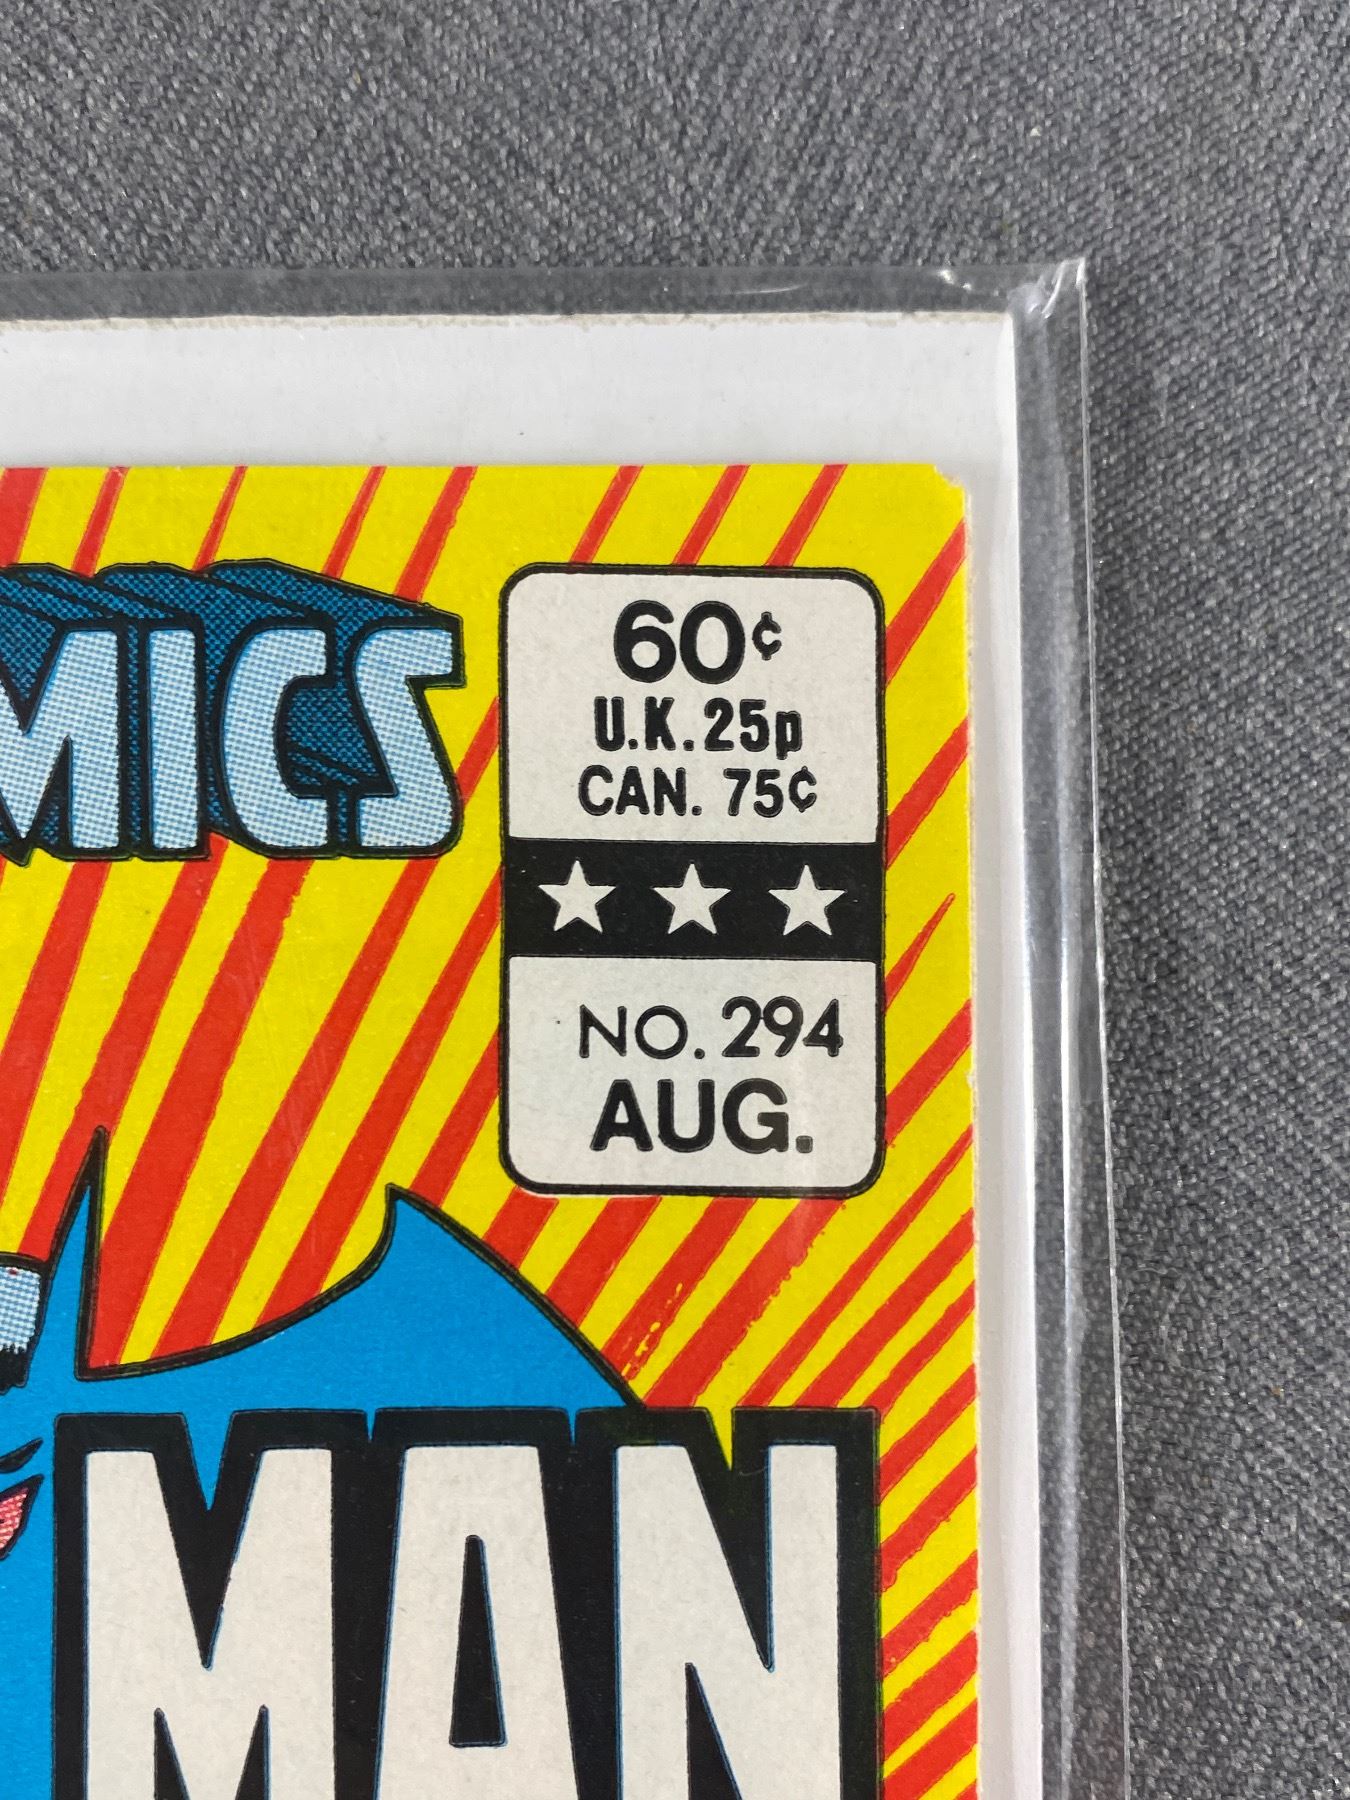 MICS
60¢
U.K. 25p
CAN. 75¢
NO. 294
AUG.
MAN